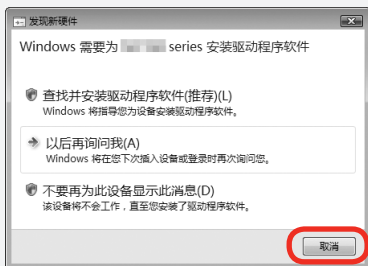 发现新硬件
Windows 需要为 series 安装驱动程序软件
查找并安装驱动程序软件(推荐)(L)
Windows 将指导您为设备安装驱动程序软件。
以后再询问我(A)
Windows 将在您下次插入设备或登录时再次询问您。
不要再为此设备显示此消息(D)
该设备将不会工作，直至您安装了驱动程序软件。
取消